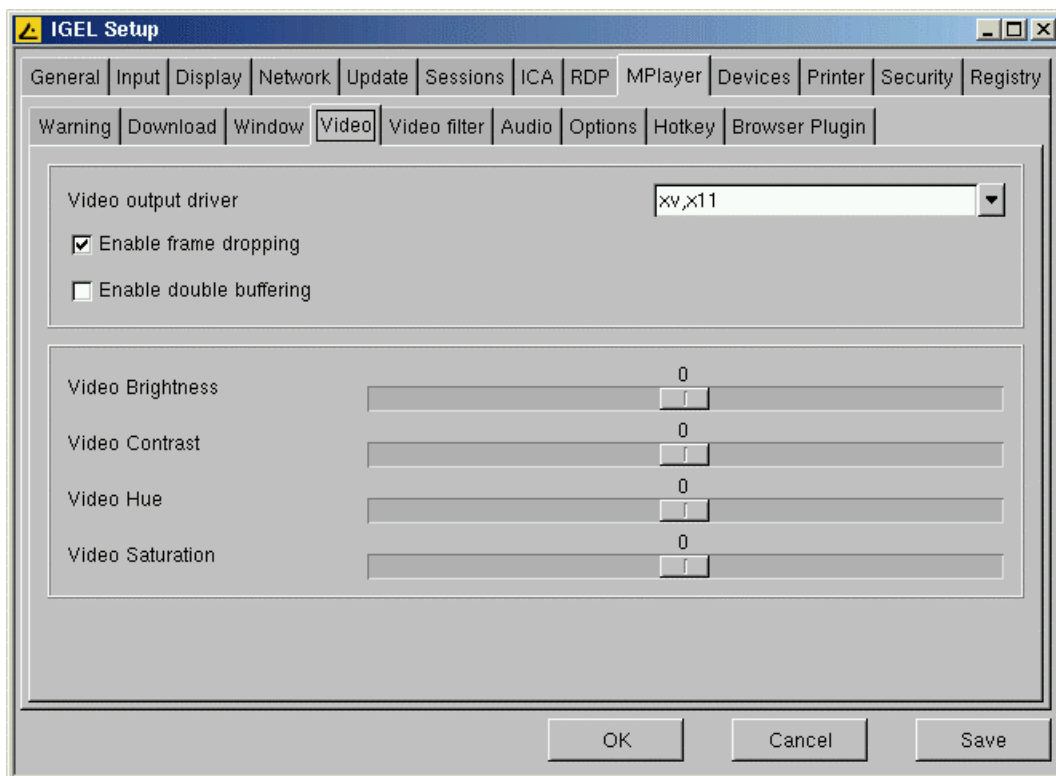 IGEL Setup
General Input Display Network Update Sessions ICA RDP MPlayer Devices Printer Security Registry
Warning Download Window Video Video filter Audio Options Hotkey Browser Plugin
Video output driver xv,x11
Enable frame dropping
Enable double buffering
0
Video Brightness
0
Video Contrast
0
Video Hue
0
Video Saturation
OK Cancel Save